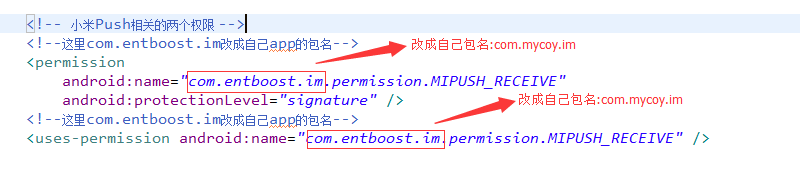 <!-- 小米Push相关的两个权限 -->
<!--这里com.entboost.im改成自己app的包名--> 改成自己包名:com.mycoy.im
<permission
android:name="com.entboost.im.permission.MIPUSH_RECEIVE"
android:protectionLevel="signature" /> 改成自己包名:com.mycoy.im
<!--这里com.entboost.im改成自己app的包名-->
<uses-permission android:name="com.entboost.im.permission.MIPUSH_RECEIVE" />